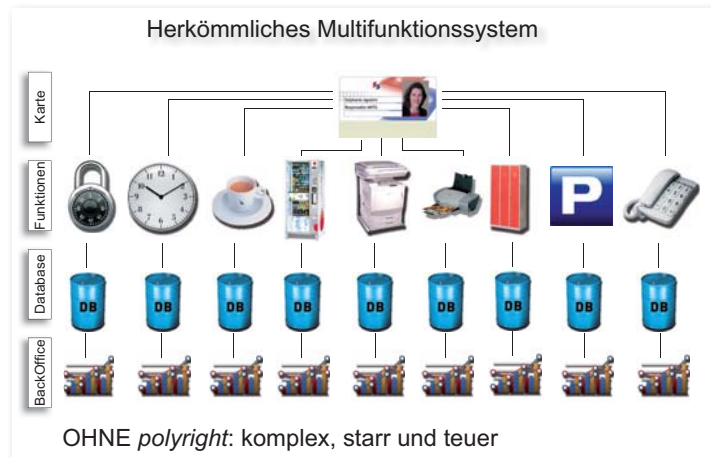 Herkömmliches Multifunktionssystem
Karte
Funktionen
P
Database
DB DB DB DB DB DB DB DB DB
BackOffice
OHNE polyright: komplex, starr und teuer